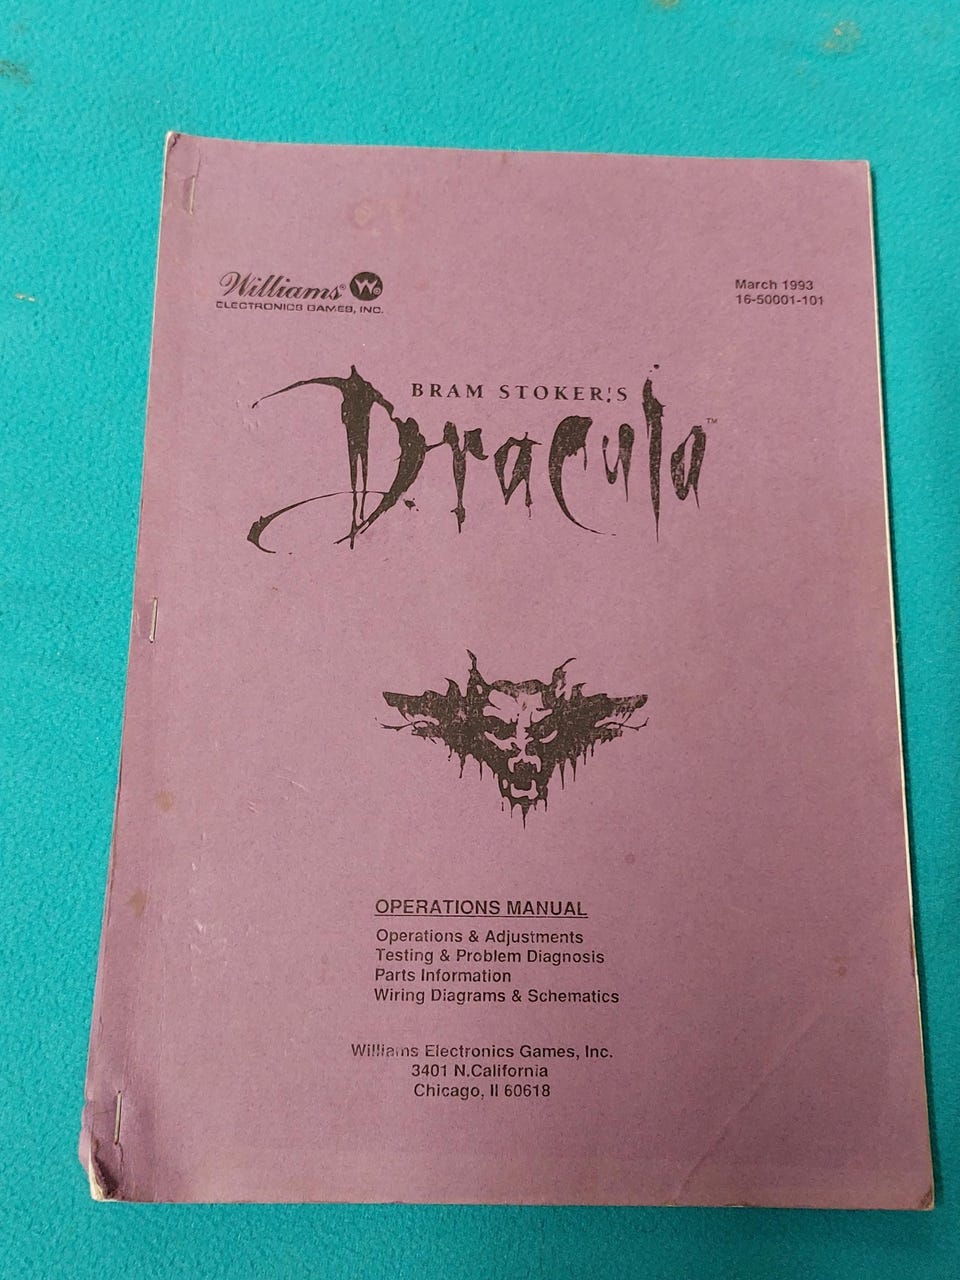 Williams® W®
ELECTRONICS GAMES, INC.
March 1993
16-50001-101
BRAM STOKER'S
Dracula™
OPERATIONS MANUAL
Operations & Adjustments
Testing & Problem Diagnosis
Parts Information
Wiring Diagrams & Schematics
Williams Electronics Games, Inc.
3401 N.California
Chicago, Il 60618